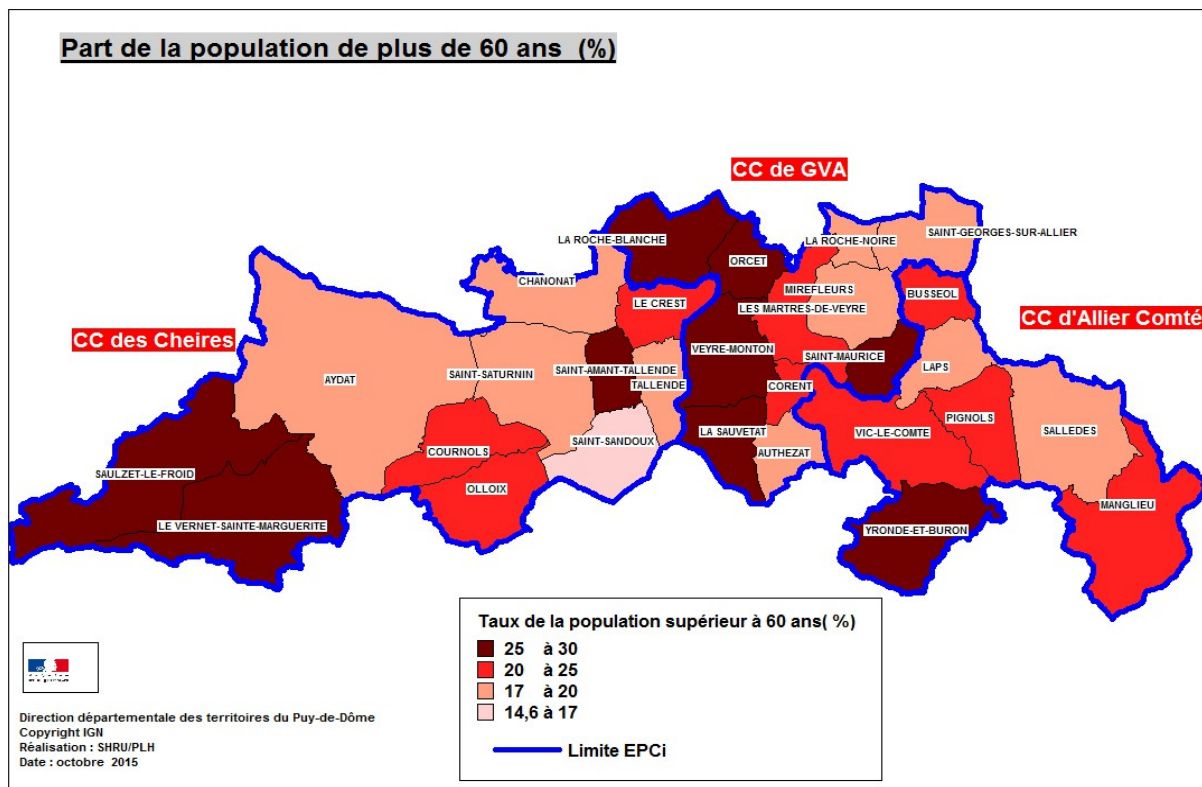 Part de la population de plus de 60 ans (%)
CC de GVA
CC des Cheires
CC d'Allier Comté
LA ROCHE-BLANCHE
ORCET
LA ROCHE-NOIRE
SAINT-GEORGES-SUR-ALLIER
CHANONAT
LE CREST
MIREFLEURS
BUSSEOL
LES MARTRES-DE-VEYRE
VEYRE-MONTON
SAINT-MAURICE
LAPS
AYDAT
SAINT-SATURNIN
SAINT-AMANT-TALLENDE
TALLENDE
CORENT
PIGNOLS
SALLEDES
COURNOLS
SAINT-SANDOUX
LA SAUVETAT
AUTHEZAT
VIC-LE-COMTE
SAULZET-LE-FROID
OLLOIX
MANGLIEU
LE VERNET-SAINTE-MARGUERITE
YRONDE-ET-BURON
Taux de la population supérieur à 60 ans( %)
25 à 30
20 à 25
17 à 20
14,6 à 17
Limite EPCi
Direction départementale des territoires du Puy-de-Dôme
Copyright IGN
Réalisation : SHRU/PLH
Date : octobre 2015